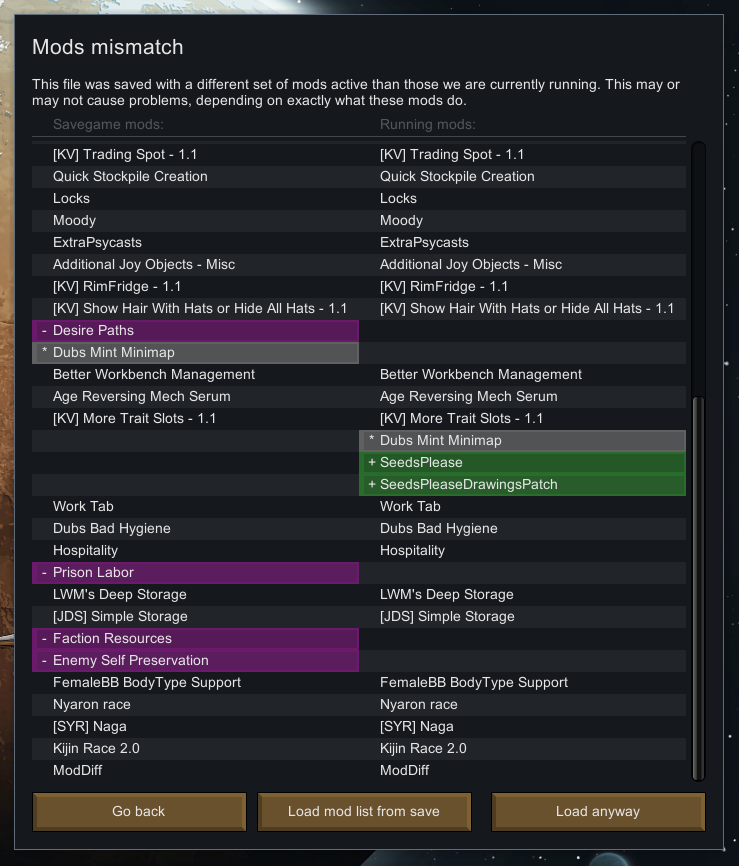 Mods mismatch
This file was saved with a different set of mods active than those we are currently running. This may or
may not cause problems, depending on exactly what these mods do.
Savegame mods: Running mods:
[KV] Trading Spot - 1.1 [KV] Trading Spot - 1.1
Quick Stockpile Creation Quick Stockpile Creation
Locks Locks
Moody Moody
ExtraPsycasts ExtraPsycasts
Additional Joy Objects - Misc Additional Joy Objects - Misc
[KV] RimFridge - 1.1 [KV] RimFridge - 1.1
[KV] Show Hair With Hats or Hide All Hats - 1.1 [KV] Show Hair With Hats or Hide All Hats - 1.1
- Desire Paths
* Dubs Mint Minimap
Better Workbench Management Better Workbench Management
Age Reversing Mech Serum Age Reversing Mech Serum
[KV] More Trait Slots - 1.1 [KV] More Trait Slots - 1.1
* Dubs Mint Minimap
+ SeedsPlease
+ SeedsPleaseDrawingsPatch
Work Tab Work Tab
Dubs Bad Hygiene Dubs Bad Hygiene
Hospitality Hospitality
- Prison Labor
LWM's Deep Storage LWM's Deep Storage
[JDS] Simple Storage [JDS] Simple Storage
- Faction Resources
- Enemy Self Preservation
FemaleBB BodyType Support FemaleBB BodyType Support
Nyaron race Nyaron race
[SYR] Naga [SYR] Naga
Kijin Race 2.0 Kijin Race 2.0
ModDiff ModDiff
Go back Load mod list from save Load anyway